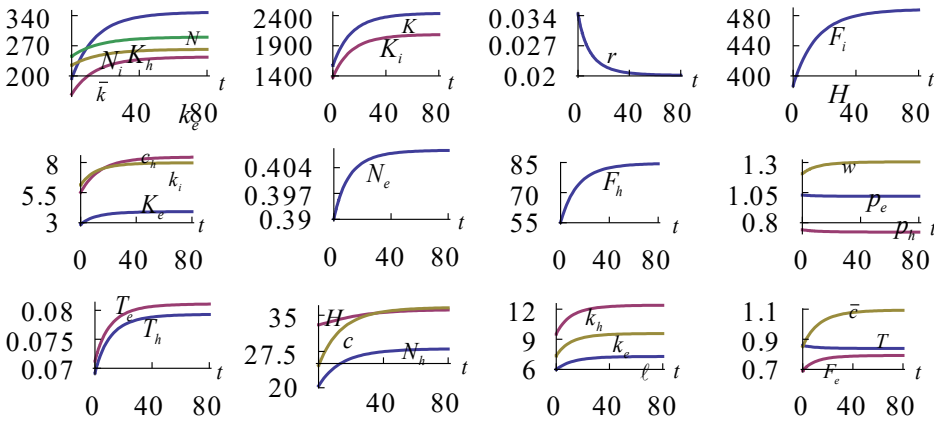 340
270
200
N
N_i K_h
k̄
t
40 80
k_e
2400
1900
1400
K
K_i
t
0 40 80
0.034
0.027
0.02
r
t
0 40 80
480
440
400
F_i
H
t
0 40 80
8
5.5
3
c_h
k_i
K_e
t
0 40 80
0.404
0.397
0.39
N_e
t
0 40 80
85
70
55
F_h
t
0 40 80
1.3
1.05
0.8
w
p_e
p_h
t
0 40 80
0.08
0.075
0.07
T_e
T_h
t
0 40 80
35
27.5
20
H
c
N_h
t
40 80
12
9
6
k_h
k_e
ℓ
t
0 40 80
1.1
0.9
0.7
c̄
T
F_e
t
0 40 80